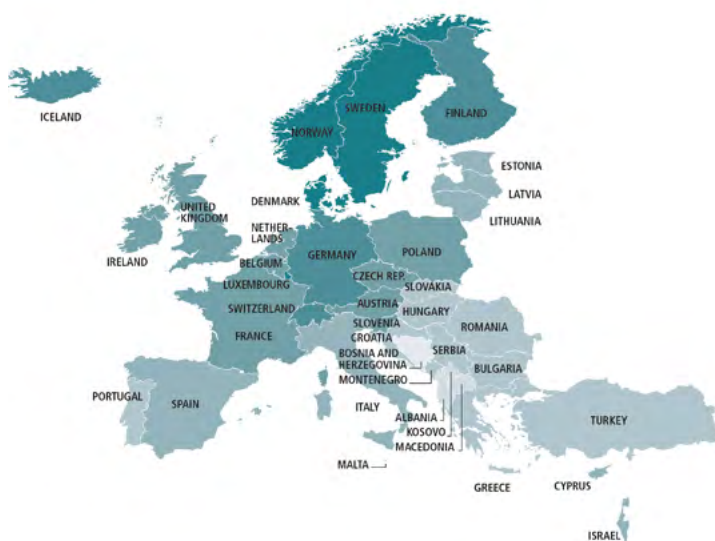 ICELAND
SWEDEN
NORWAY
FINLAND
ESTONIA
LATVIA
LITHUANIA
DENMARK
UNITED
KINGDOM
IRELAND
NETHER-
LANDS
BELGIUM
LUXEMBOURG
GERMANY
POLAND
CZECH REP.
SLOVAKIA
SWITZERLAND
AUSTRIA
HUNGARY
FRANCE
SLOVENIA
CROATIA
ROMANIA
BOSNIA AND
HERZEGOVINA
SERBIA
MONTENEGRO
BULGARIA
PORTUGAL
SPAIN
ITALY
ALBANIA
KOSOVO
MACEDONIA
TURKEY
MALTA
GREECE
CYPRUS
ISRAEL